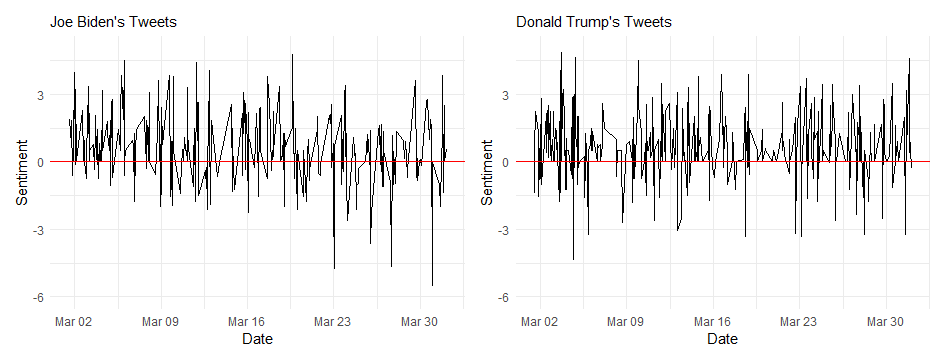 Joe Biden's Tweets
Sentiment
3
0
-3
-6
Mar 02 Mar 09 Mar 16 Mar 23 Mar 30
Date
Donald Trump's Tweets
Sentiment
3
0
-3
-6
Mar 02 Mar 09 Mar 16 Mar 23 Mar 30
Date